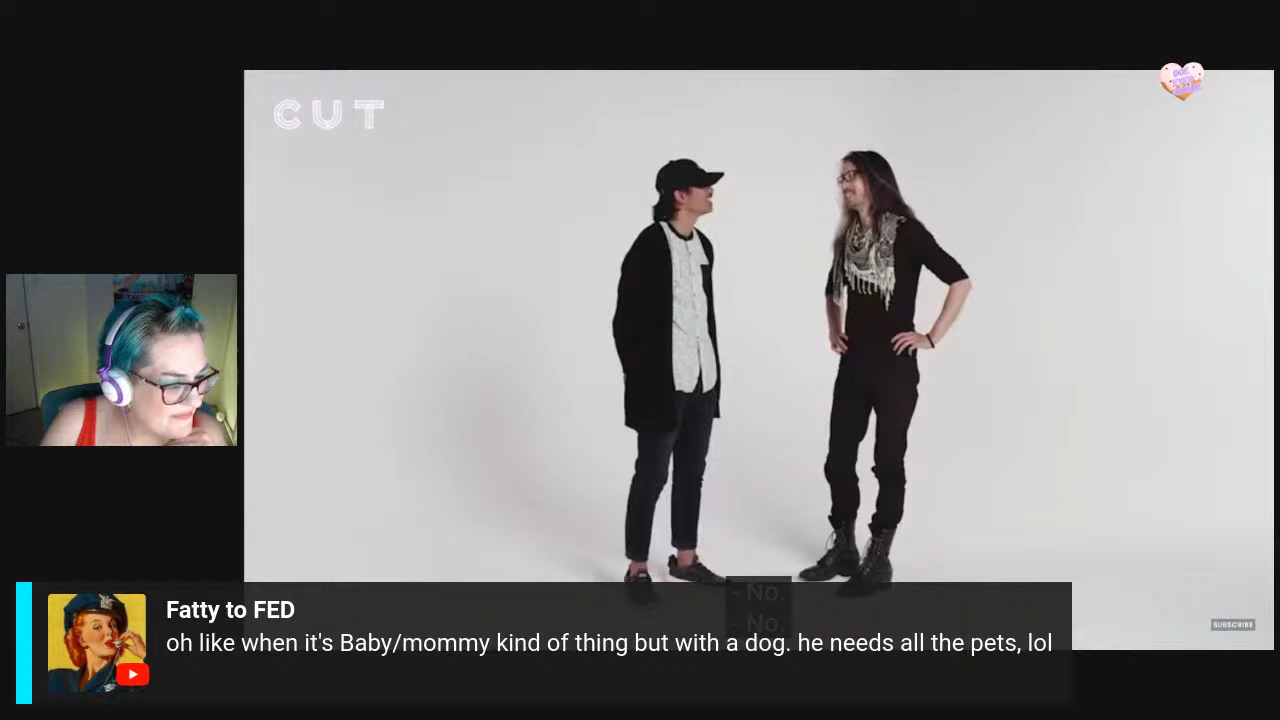 CUT
- No.
- No.
SUBSCRIBE
Fatty to FED
oh like when it's Baby/mommy kind of thing but with a dog. he needs all the pets, lol